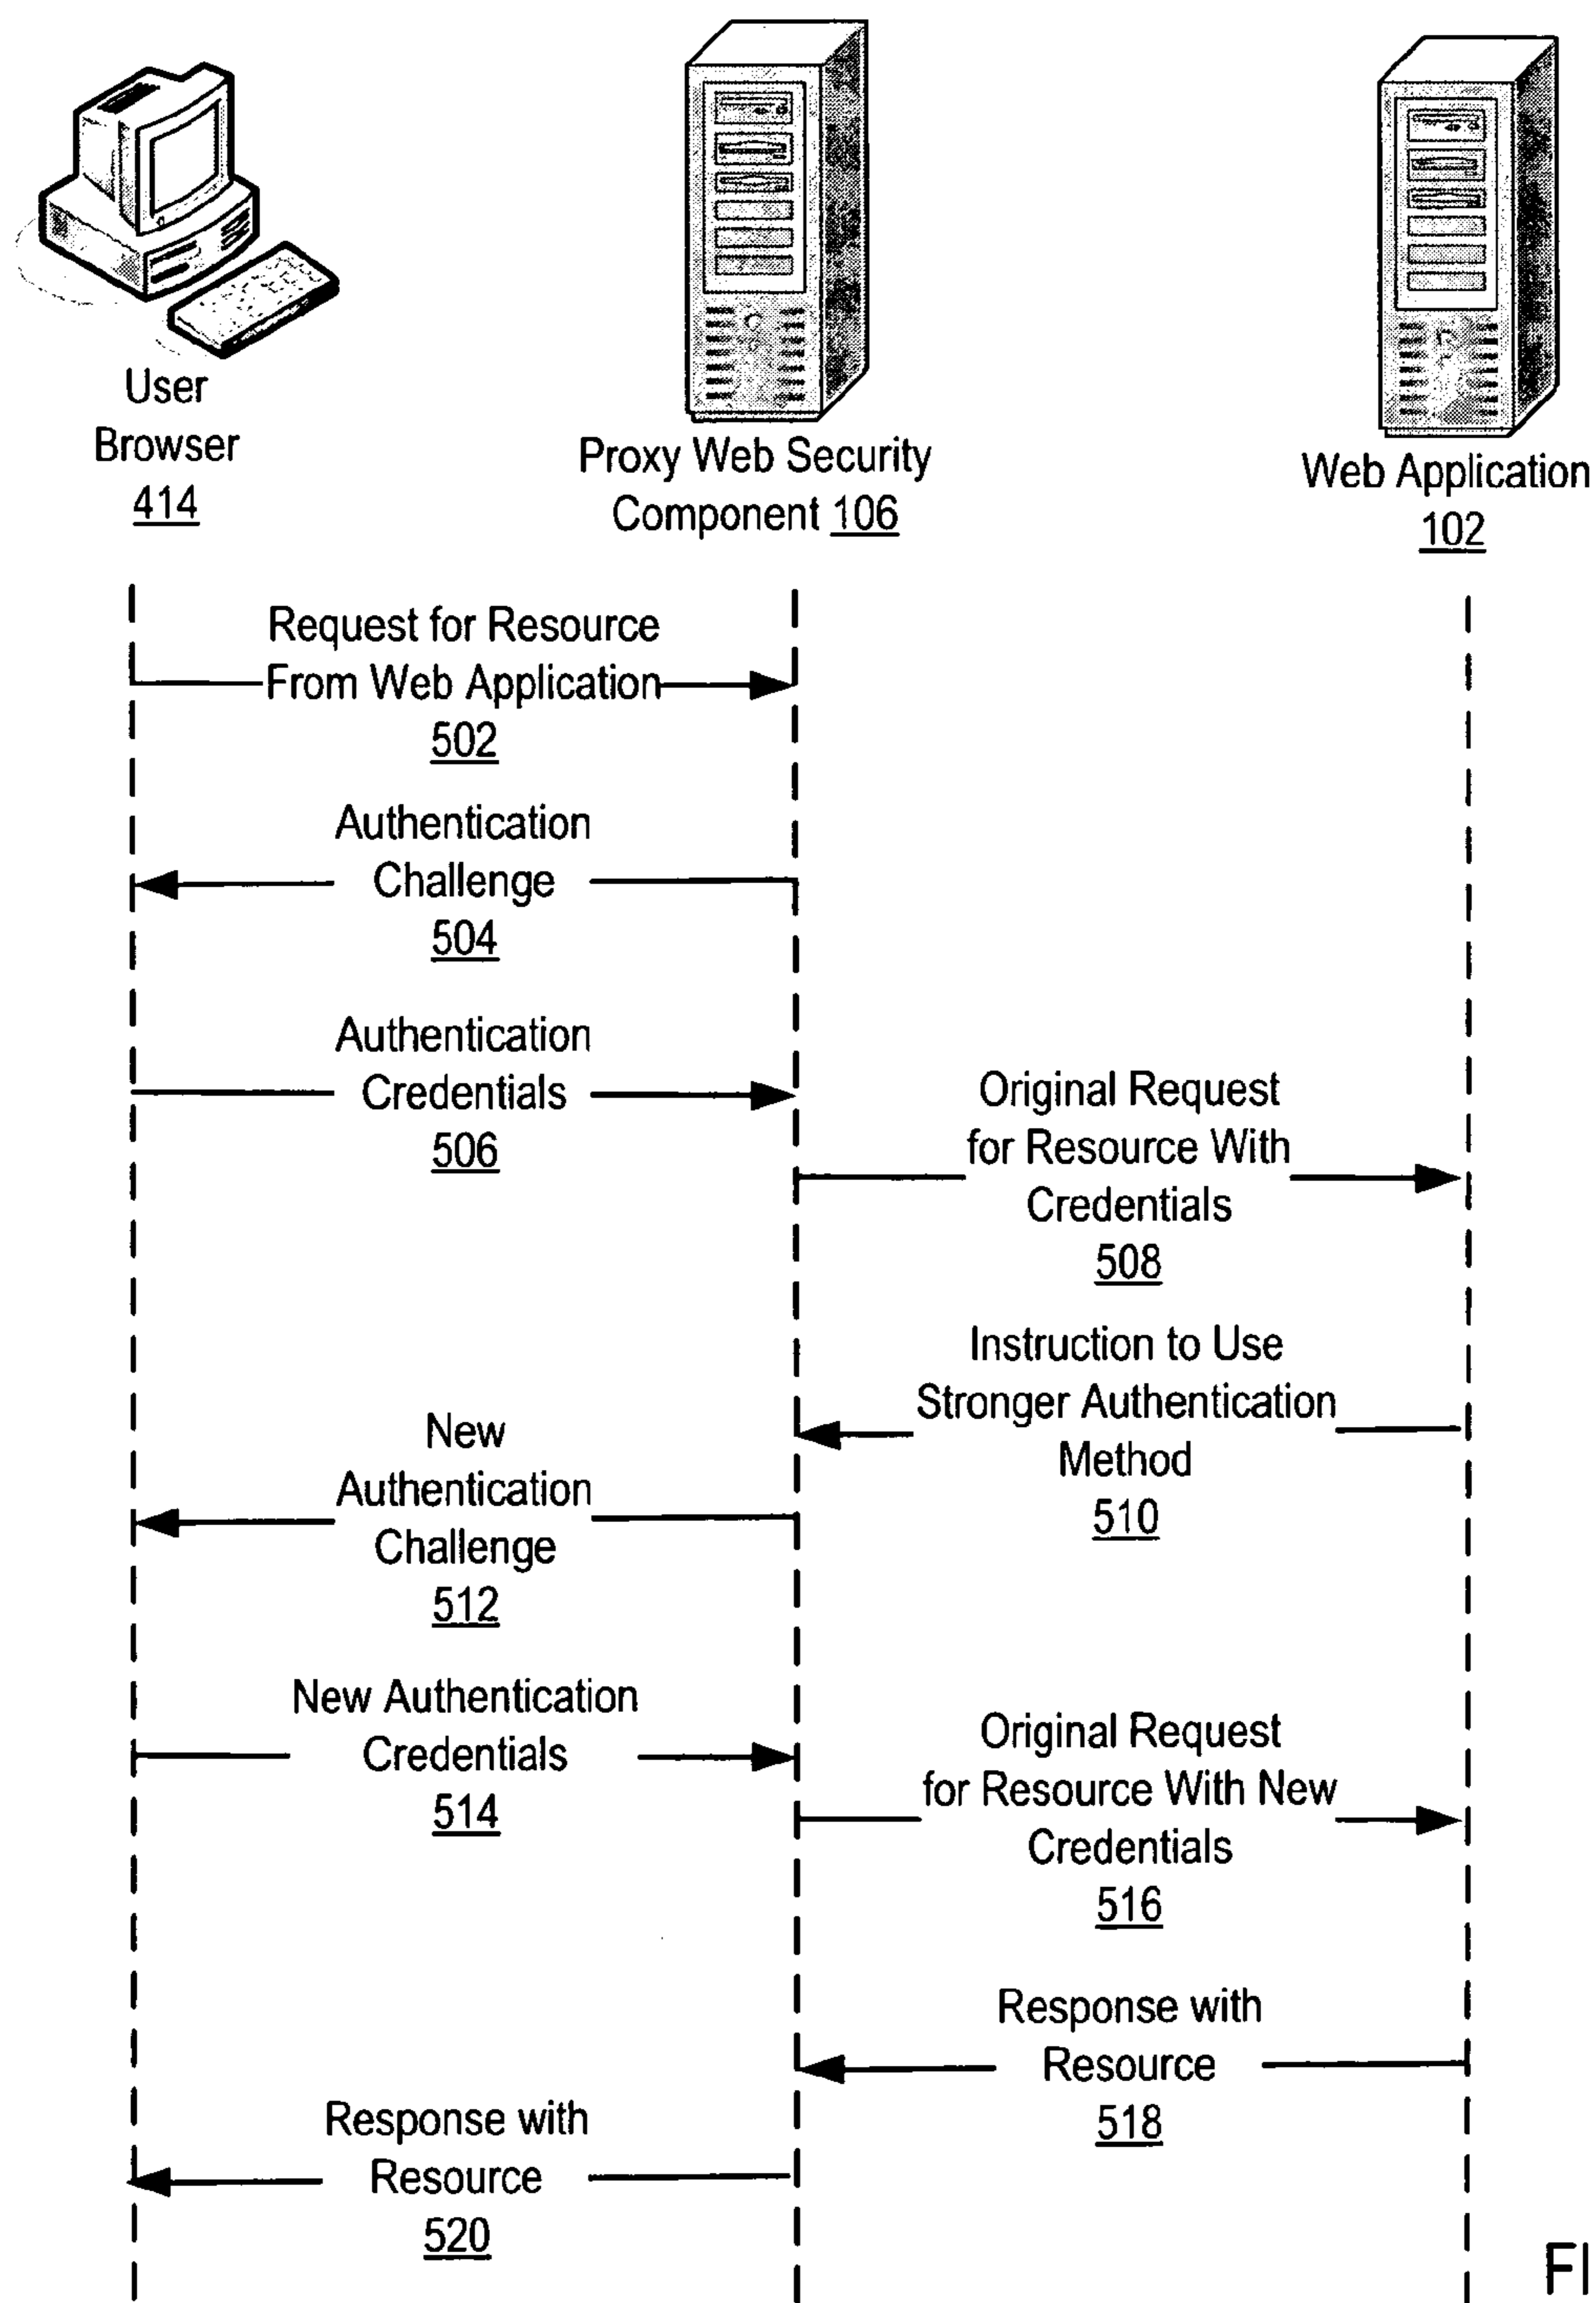 User
Browser
414
Proxy Web Security
Component 106
Web Application
102
Request for Resource
From Web Application
502
Authentication
Challenge
504
Authentication
Credentials
506
Original Request
for Resource With
Credentials
508
Instruction to Use
Stronger Authentication
Method
510
New
Authentication
Challenge
512
New Authentication
Credentials
514
Original Request
for Resource With New
Credentials
516
Response with
Resource
518
Response with
Resource
520
FI